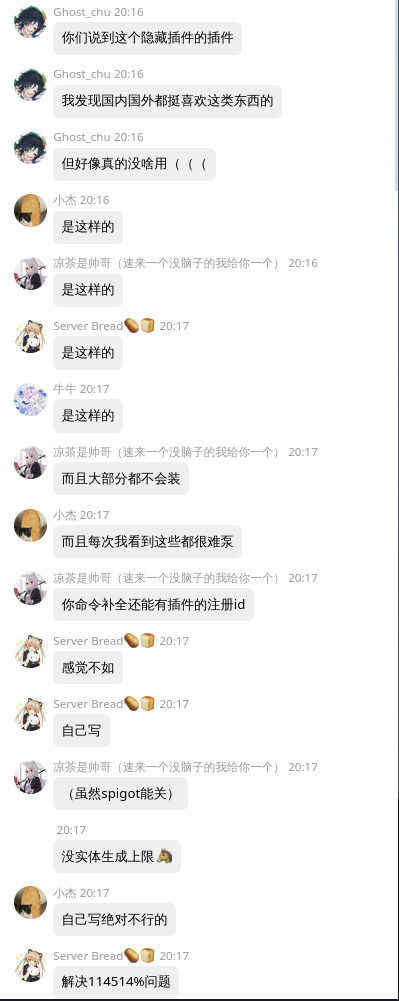 Ghost_chu 20:16
你们说到这个隐藏插件的插件
Ghost_chu 20:16
我发现国内国外都挺喜欢这类东西的
Ghost_chu 20:16
但好像真的没啥用（（（
小杰 20:16
是这样的
凉茶是帅哥（速来一个没脑子的我给你一个） 20:16
是这样的
Server Bread🥖🍞 20:17
是这样的
牛牛 20:17
是这样的
凉茶是帅哥（速来一个没脑子的我给你一个） 20:17
而且大部分都不会装
小杰 20:17
而且每次我看到这些都很难泵
凉茶是帅哥（速来一个没脑子的我给你一个） 20:17
你命令补全还能有插件的注册id
Server Bread🥖🍞 20:17
感觉不如
Server Bread🥖🍞 20:17
自己写
凉茶是帅哥（速来一个没脑子的我给你一个） 20:17
（虽然spigot能关）
20:17
没实体生成上限🐴
小杰 20:17
自己写绝对不行的
Server Bread🥖🍞 20:17
解决114514%问题